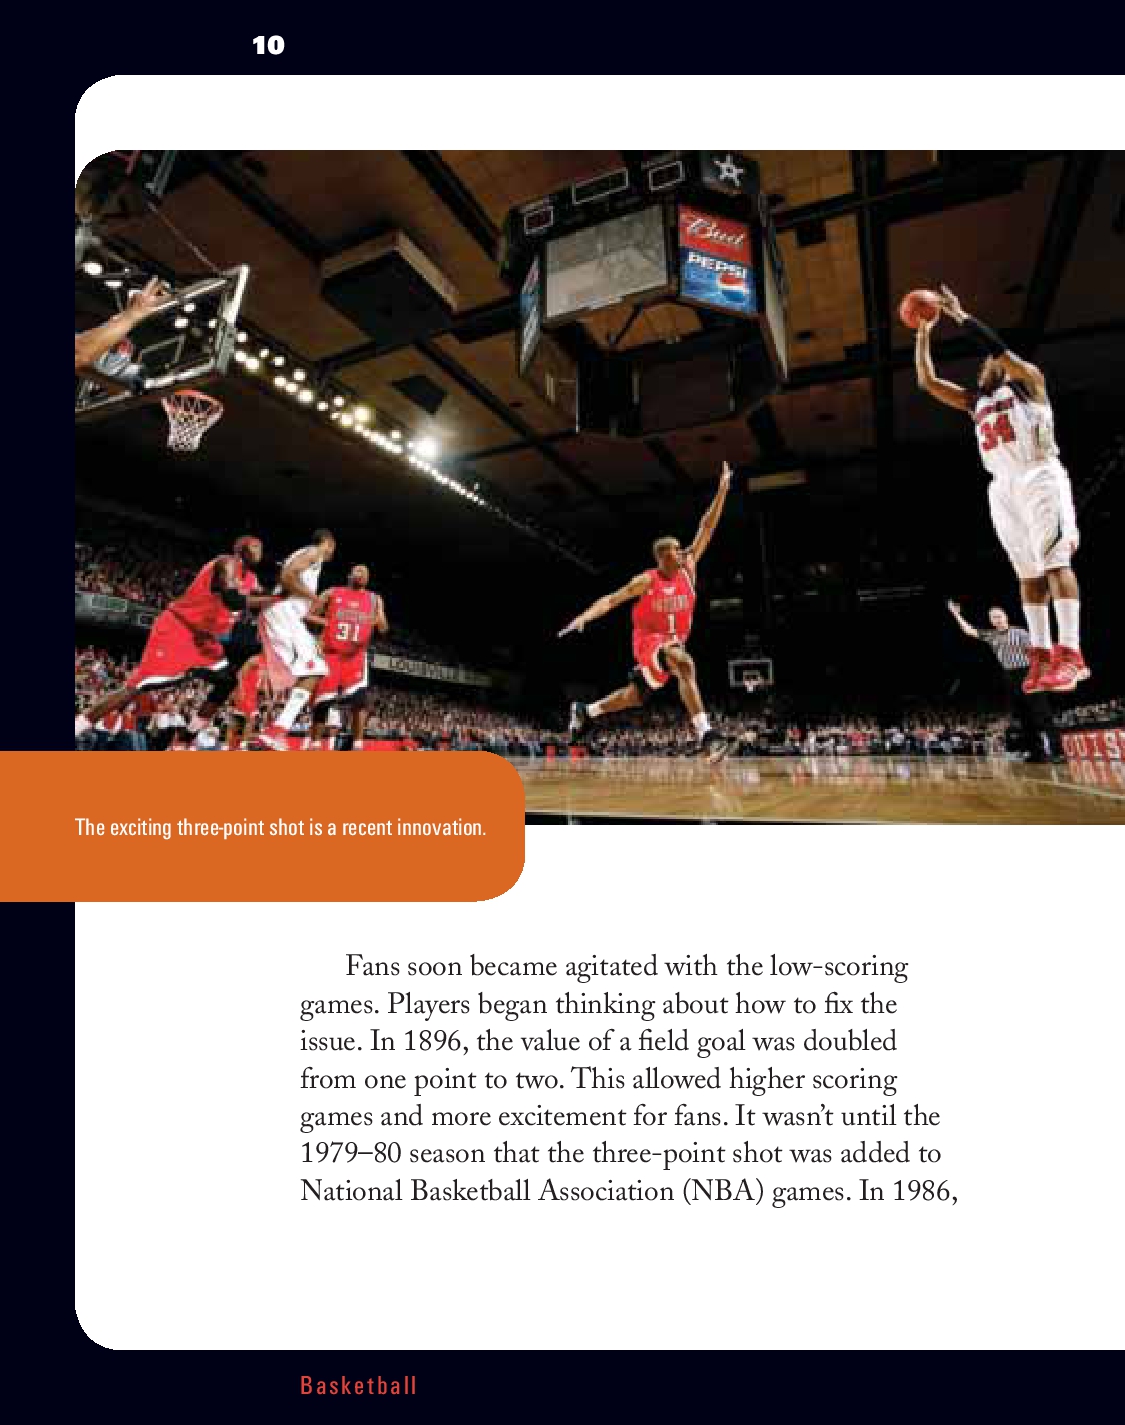 10
Bud
PEPSI
34
31
1
LOUISVILLE
The exciting three-point shot is a recent innovation.
Fans soon became agitated with the low-scoring
games. Players began thinking about how to fix the
issue. In 1896, the value of a field goal was doubled
from one point to two. This allowed higher scoring
games and more excitement for fans. It wasn’t until the
1979–80 season that the three-point shot was added to
National Basketball Association (NBA) games. In 1986,
Basketball